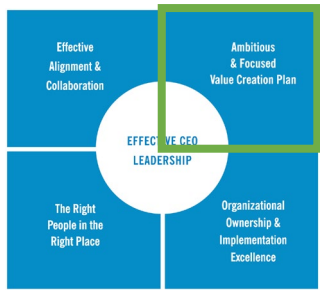 Effective
Alignment &
Collaboration
Ambitious
& Focused
Value Creation Plan
EFFECTIVE CEO
LEADERSHIP
The Right
People in the
Right Place
Organizational
Ownership &
Implementation
Excellence